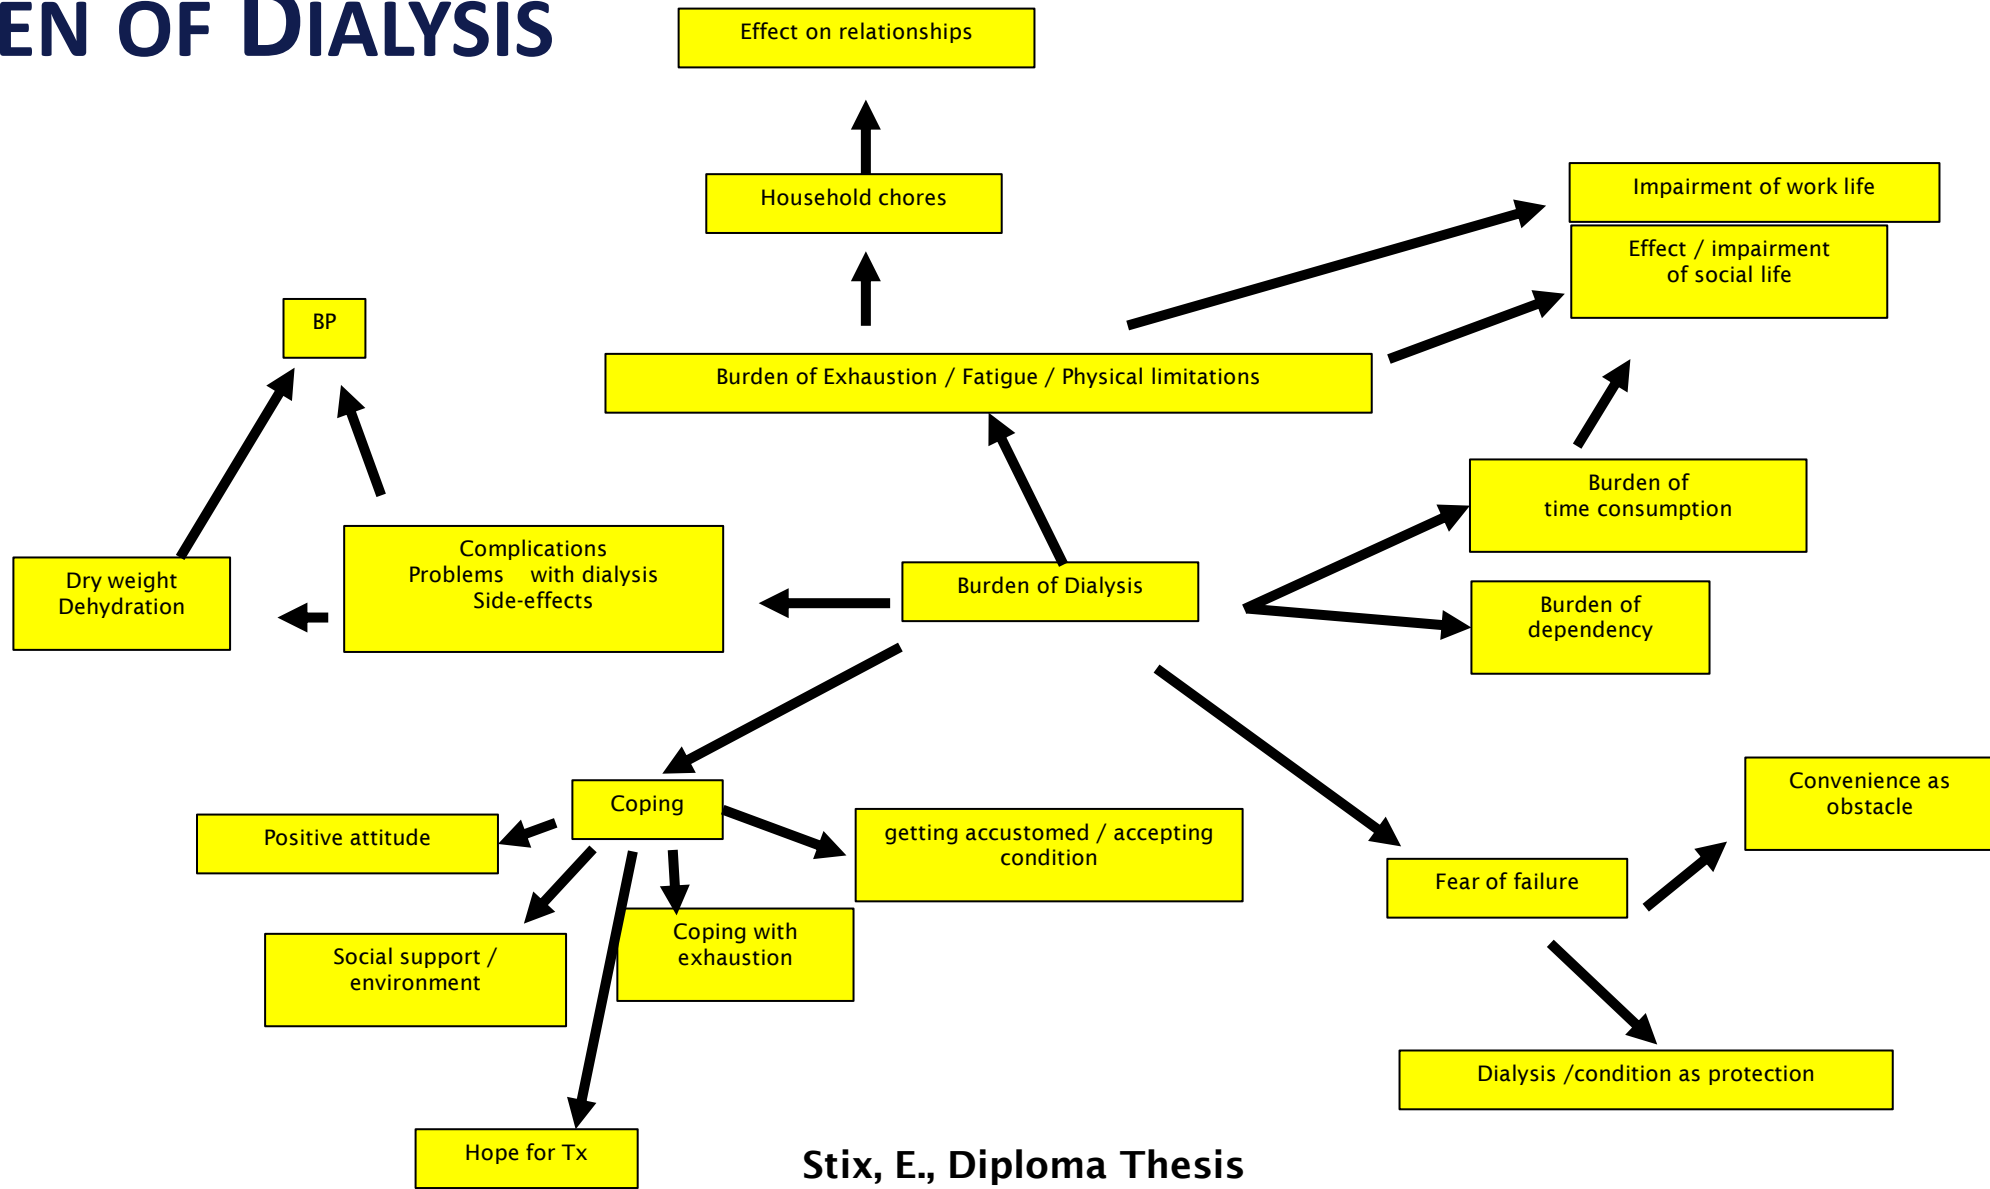 EN OF DIALYSIS
Effect on relationships
Household chores
Impairment of work life
Effect / impairment
of social life
BP
Burden of Exhaustion / Fatigue / Physical limitations
Burden of
time consumption
Complications
Problems with dialysis
Side-effects
Dry weight
Dehydration
Burden of Dialysis
Burden of
dependency
Coping
Positive attitude
getting accustomed / accepting
condition
Convenience as
obstacle
Fear of failure
Coping with
exhaustion
Social support /
environment
Dialysis /condition as protection
Hope for Tx
Stix, E., Diploma Thesis